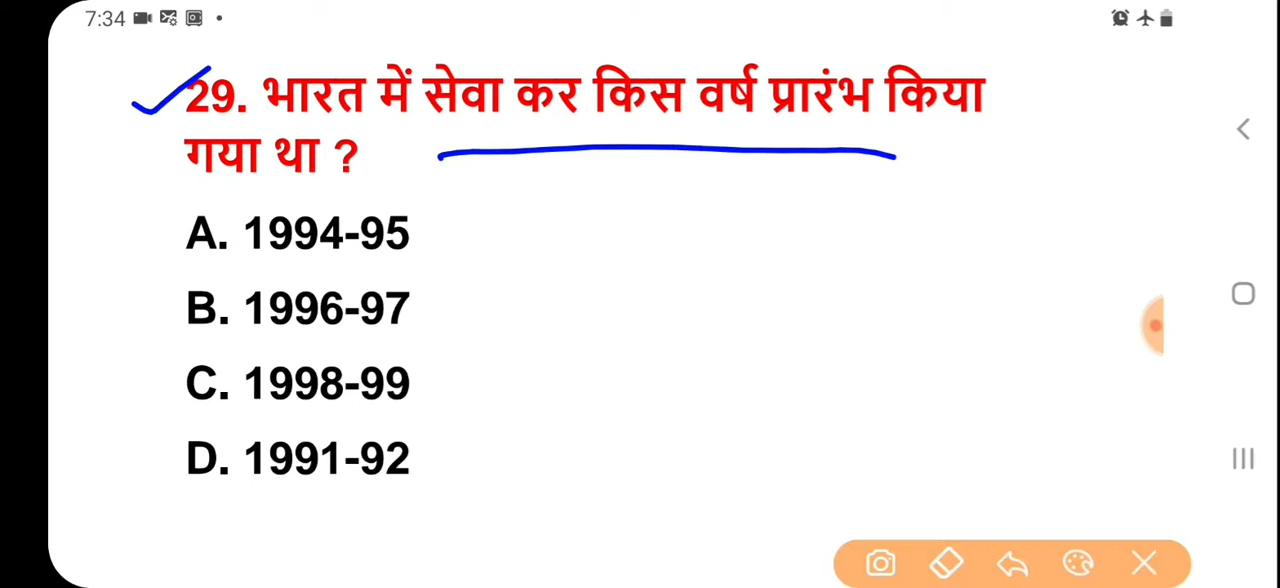 7:34
29. भारत में सेवा कर किस वर्ष प्रारंभ किया
गया था ?
A. 1994-95
B. 1996-97
C. 1998-99
D. 1991-92